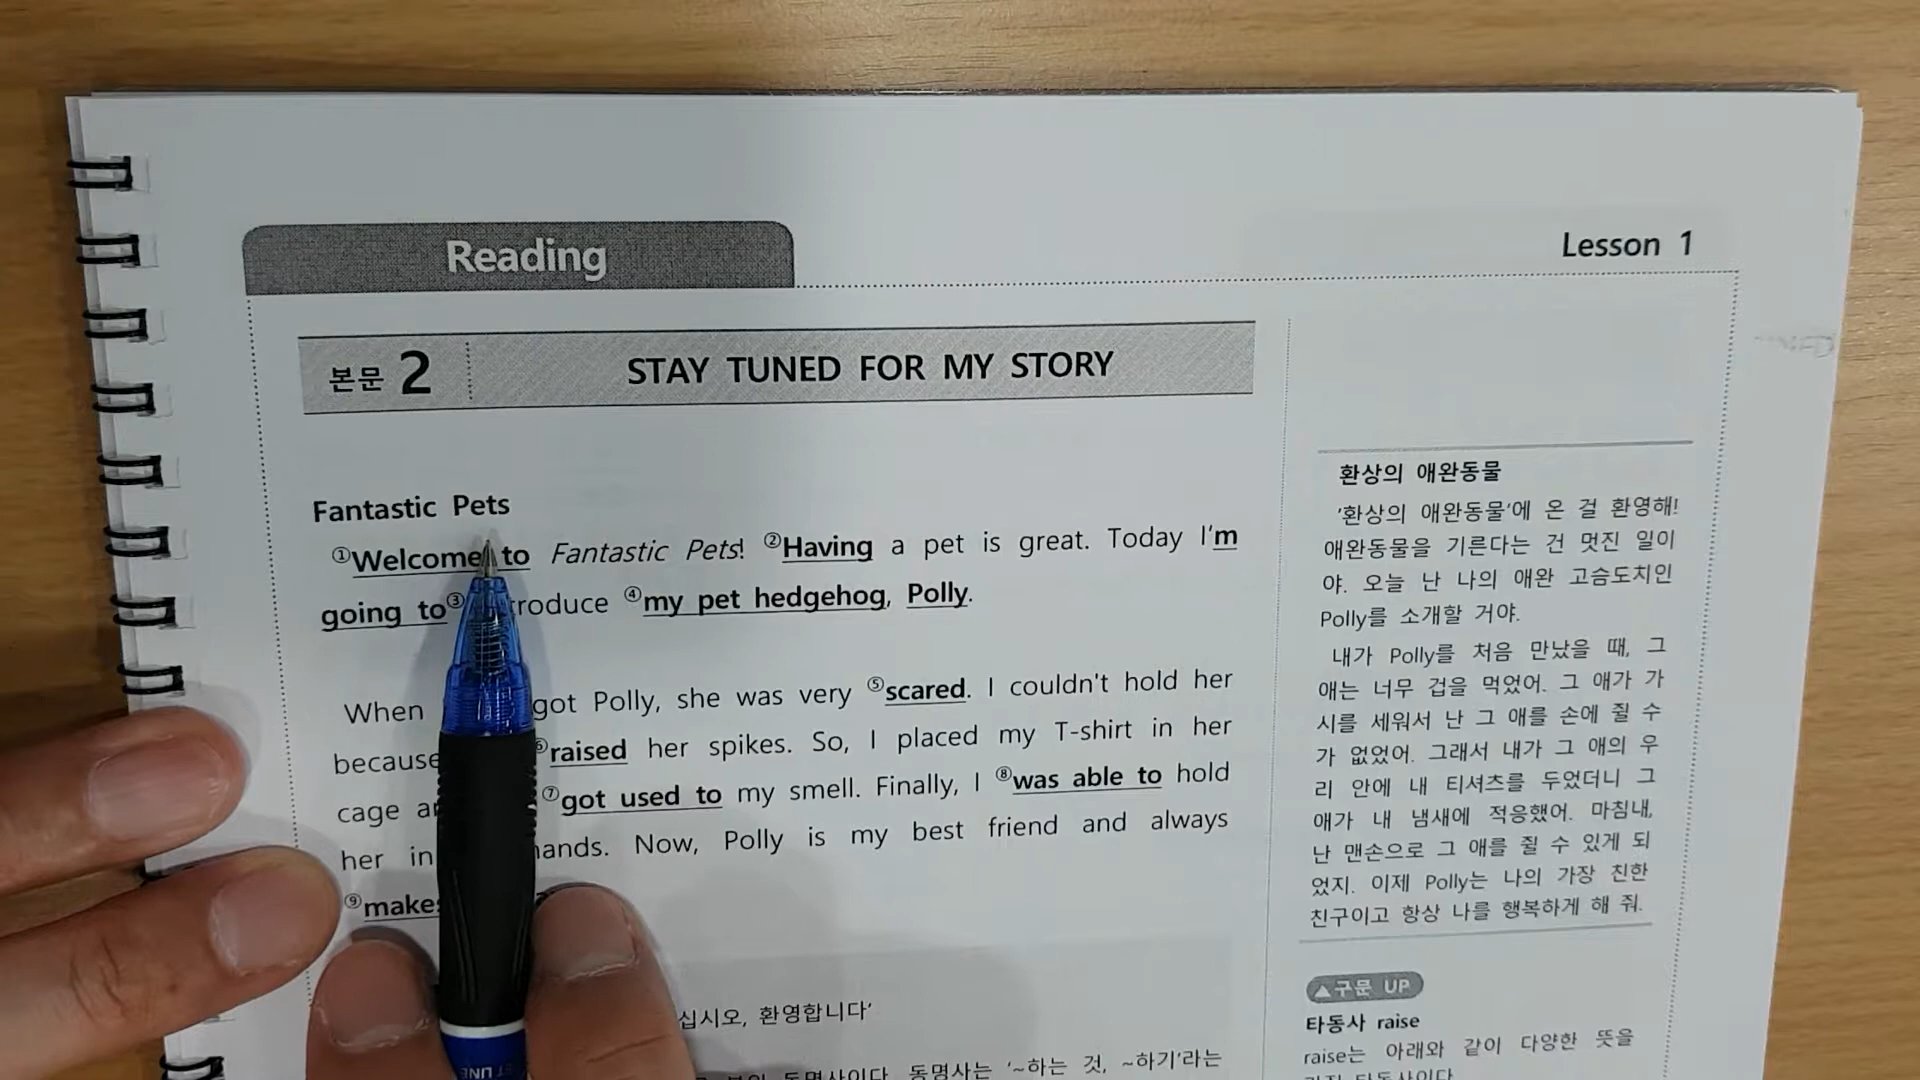 Reading
Lesson 1
본문 2 STAY TUNED FOR MY STORY
Fantastic Pets
①Welcome to Fantastic Pets! ②Having a pet is great. Today I'm
going to③ troduce ④my pet hedgehog, Polly.
When got Polly, she was very ⑤scared. I couldn't hold her
because ⑥raised her spikes. So, I placed my T-shirt in her
cage ⑦got used to my smell. Finally, I ⑧was able to hold
her in hands. Now, Polly is my best friend and always
⑨makes
십시오, 환영합니다'
동명사이다. 동명사는 '~하는 것, ~하기'라는
환상의 애완동물
'환상의 애완동물'에 온 걸 환영해!
애완동물을 기른다는 건 멋진 일이
야. 오늘 난 나의 애완 고슴도치인
Polly를 소개할 거야.
내가 Polly를 처음 만났을 때, 그
애는 너무 겁을 먹었어. 그 애가 가
시를 세워서 난 그 애를 손에 쥘 수
가 없었어. 그래서 내가 그 애의 우
리 안에 내 티셔츠를 두었더니 그
애가 내 냄새에 적응했어. 마침내,
난 맨손으로 그 애를 쥘 수 있게 되
었지. 이제 Polly는 나의 가장 친한
친구이고 항상 나를 행복하게 해 줘.
▲구문 UP
타동사 raise
raise는 아래와 같이 다양한 뜻을
가진 타동사이다.